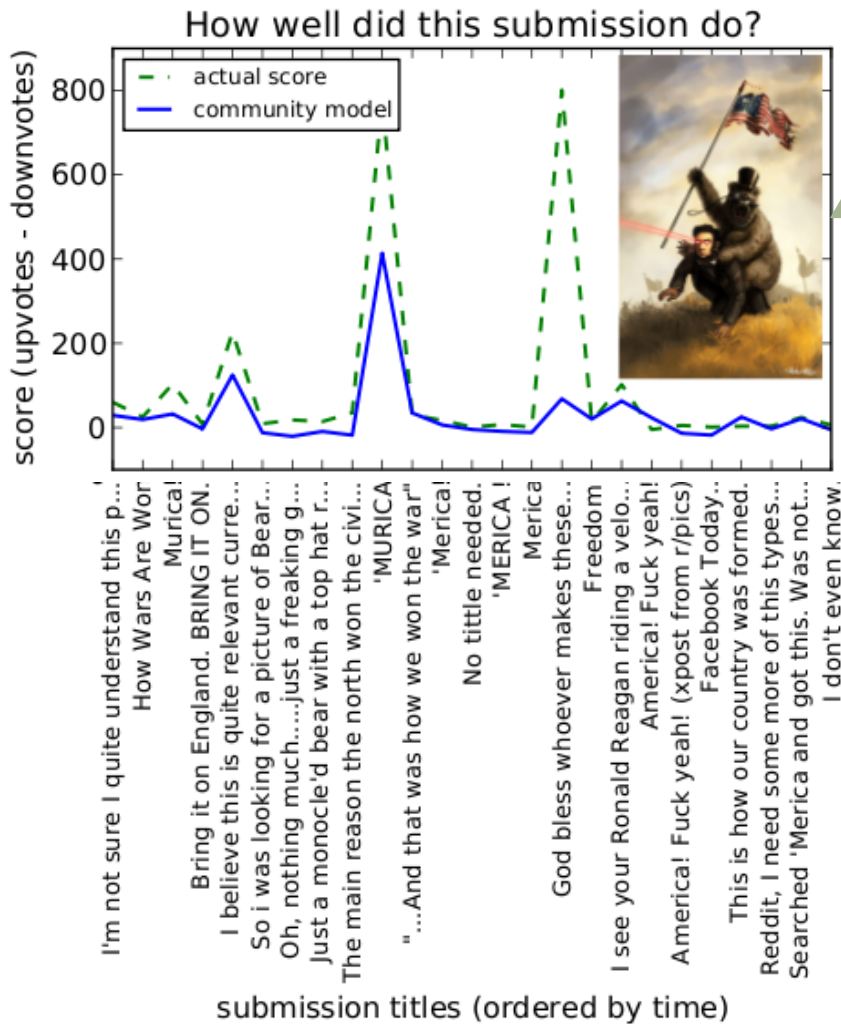 How well did this submission do?
actual score
community model
score (upvotes - downvotes)
800
600
400
200
0
I'm not sure I quite understand this p...
How Wars Are Wor
Murica!
Bring it on England. BRING IT ON.
I believe this is quite relevant curre...
So i was looking for a picture of Bear...
Oh, nothing much.....just a freaking g...
Just a monocle'd bear with a top hat r...
The main reason the north won the civi...
'MURICA
"...And that was how we won the war"
'Merica!
No tittle needed.
'MERICA !
Merica
God bless whoever makes these...
Freedom
I see your Ronald Reagan riding a velo...
America! Fuck yeah!
America! Fuck yeah! (xpost from r/pics)
Facebook Today..
This is how our country was formed.
Reddit, I need some more of this types...
Searched 'Merica and got this. Was not...
I don't even know.
submission titles (ordered by time)